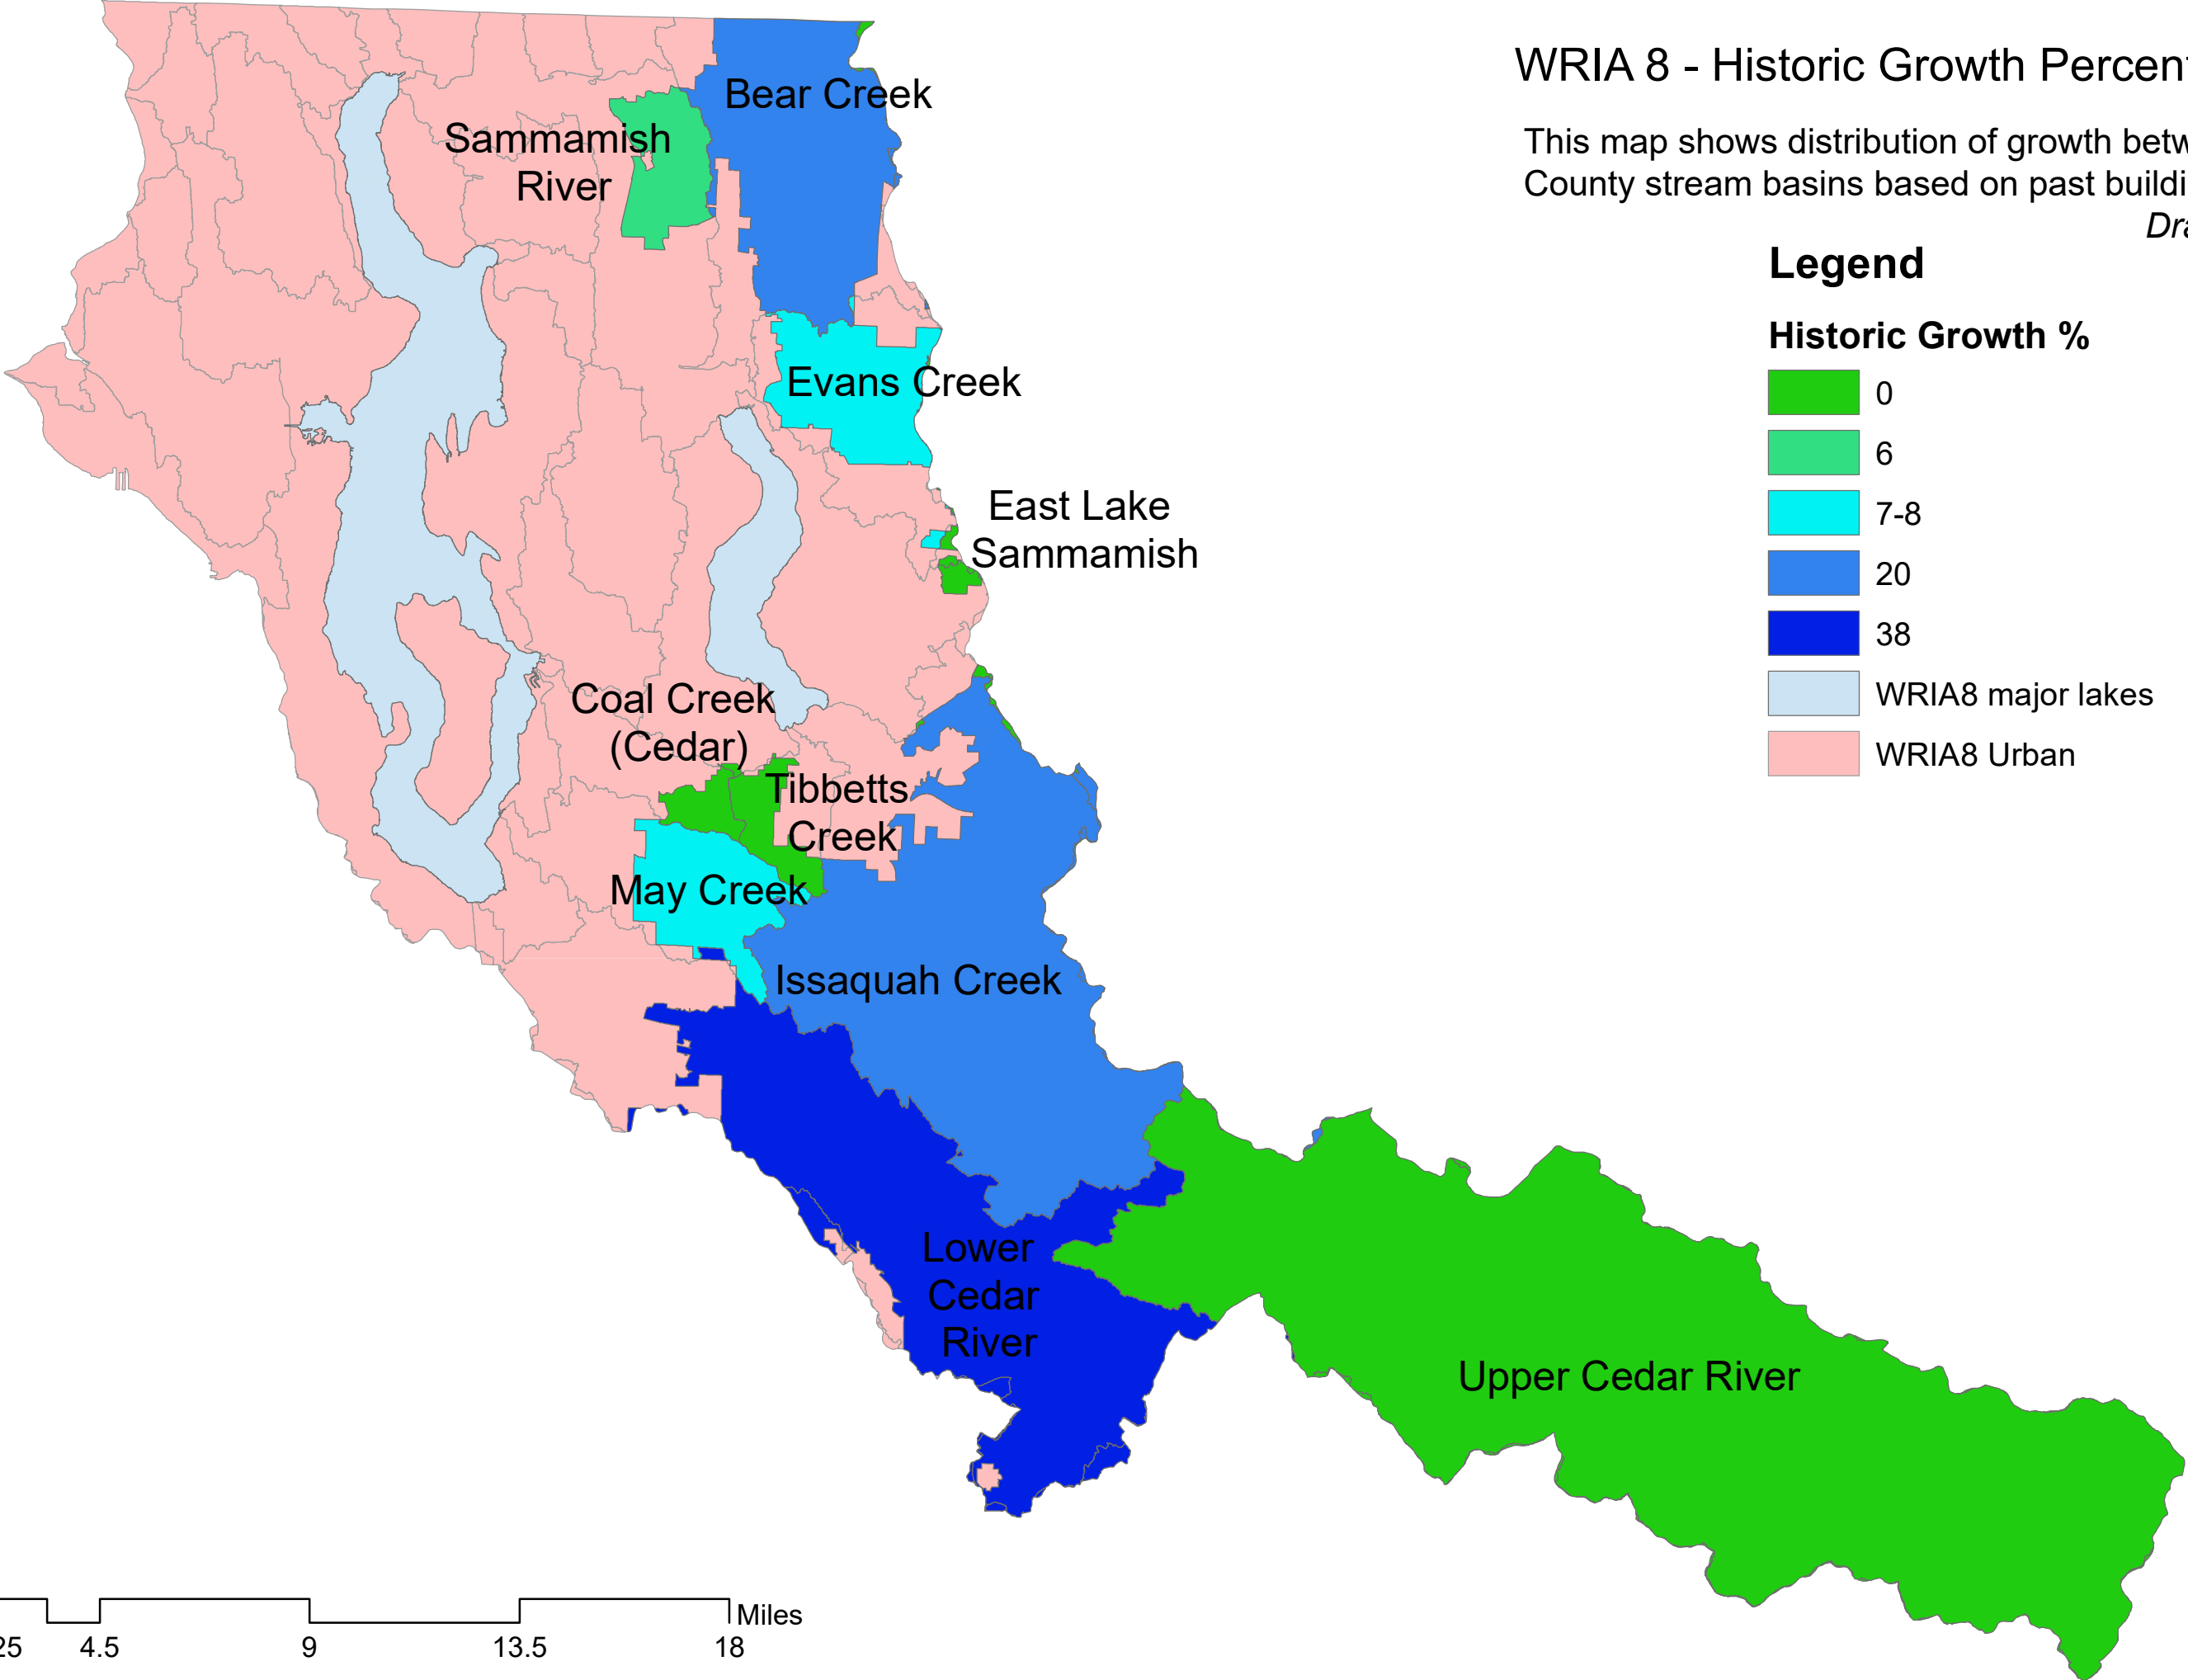 WRIA 8 - Historic Growth Percent
This map shows distribution of growth betw
County stream basins based on past buildi
Dra
Legend
Historic Growth %
0
6
7-8
20
38
WRIA8 major lakes
WRIA8 Urban
Bear Creek
Sammamish
River
Evans Creek
East Lake
Sammamish
Coal Creek
(Cedar)
Tibbetts
Creek
May Creek
Issaquah Creek
Lower
Cedar
River
Upper Cedar River
Miles
25 4.5 9 13.5 18